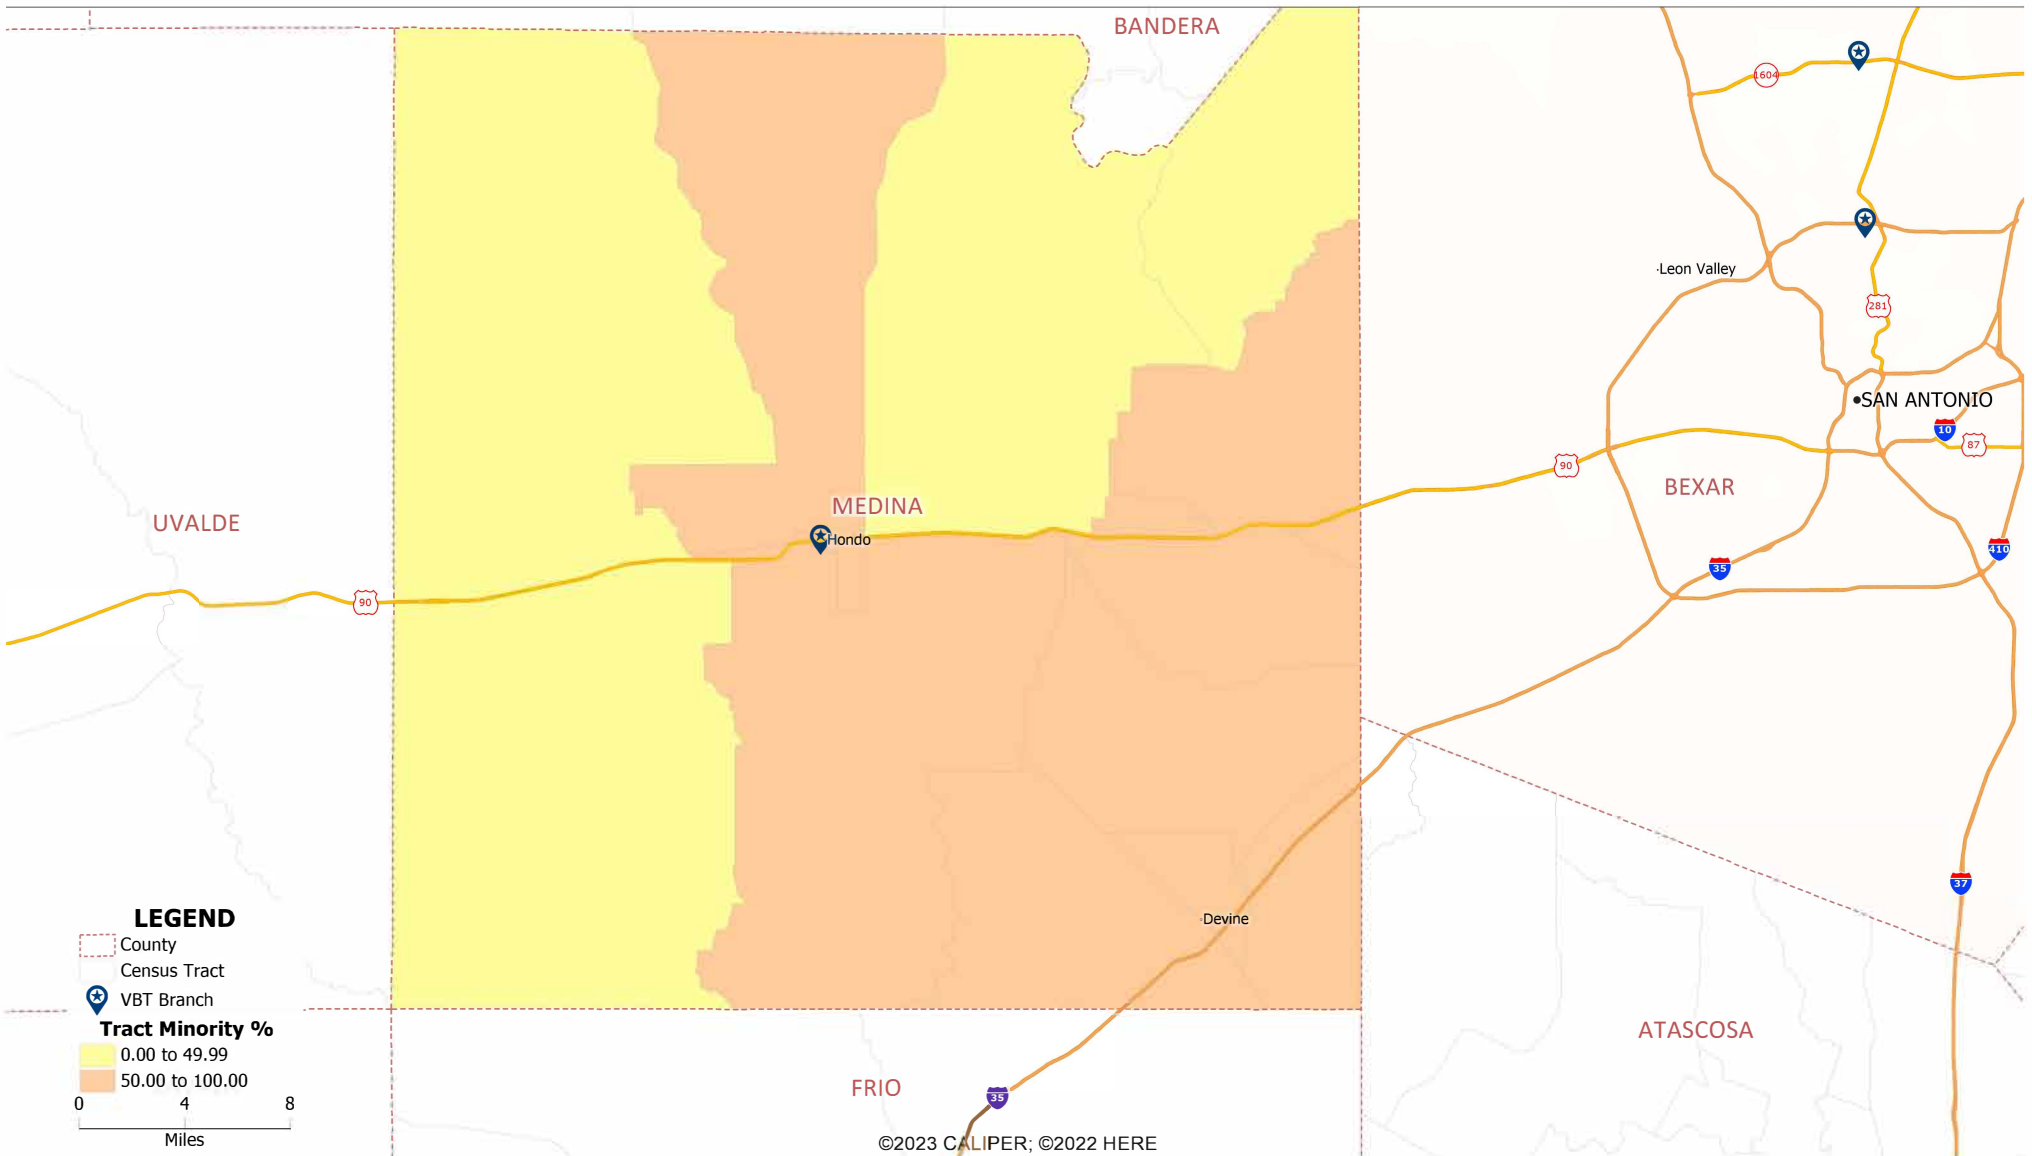 BANDERA
1604
·Leon Valley
281
SAN ANTONIO
10
87
90
BEXAR
MEDINA
UVALDE
Hondo
410
35
90
LEGEND
County
Census Tract
VBT Branch
Tract Minority %
0.00 to 49.99
50.00 to 100.00
0 4 8
Miles
Devine
37
ATASCOSA
FRIO
35
©2023 CALIPER; ©2022 HERE